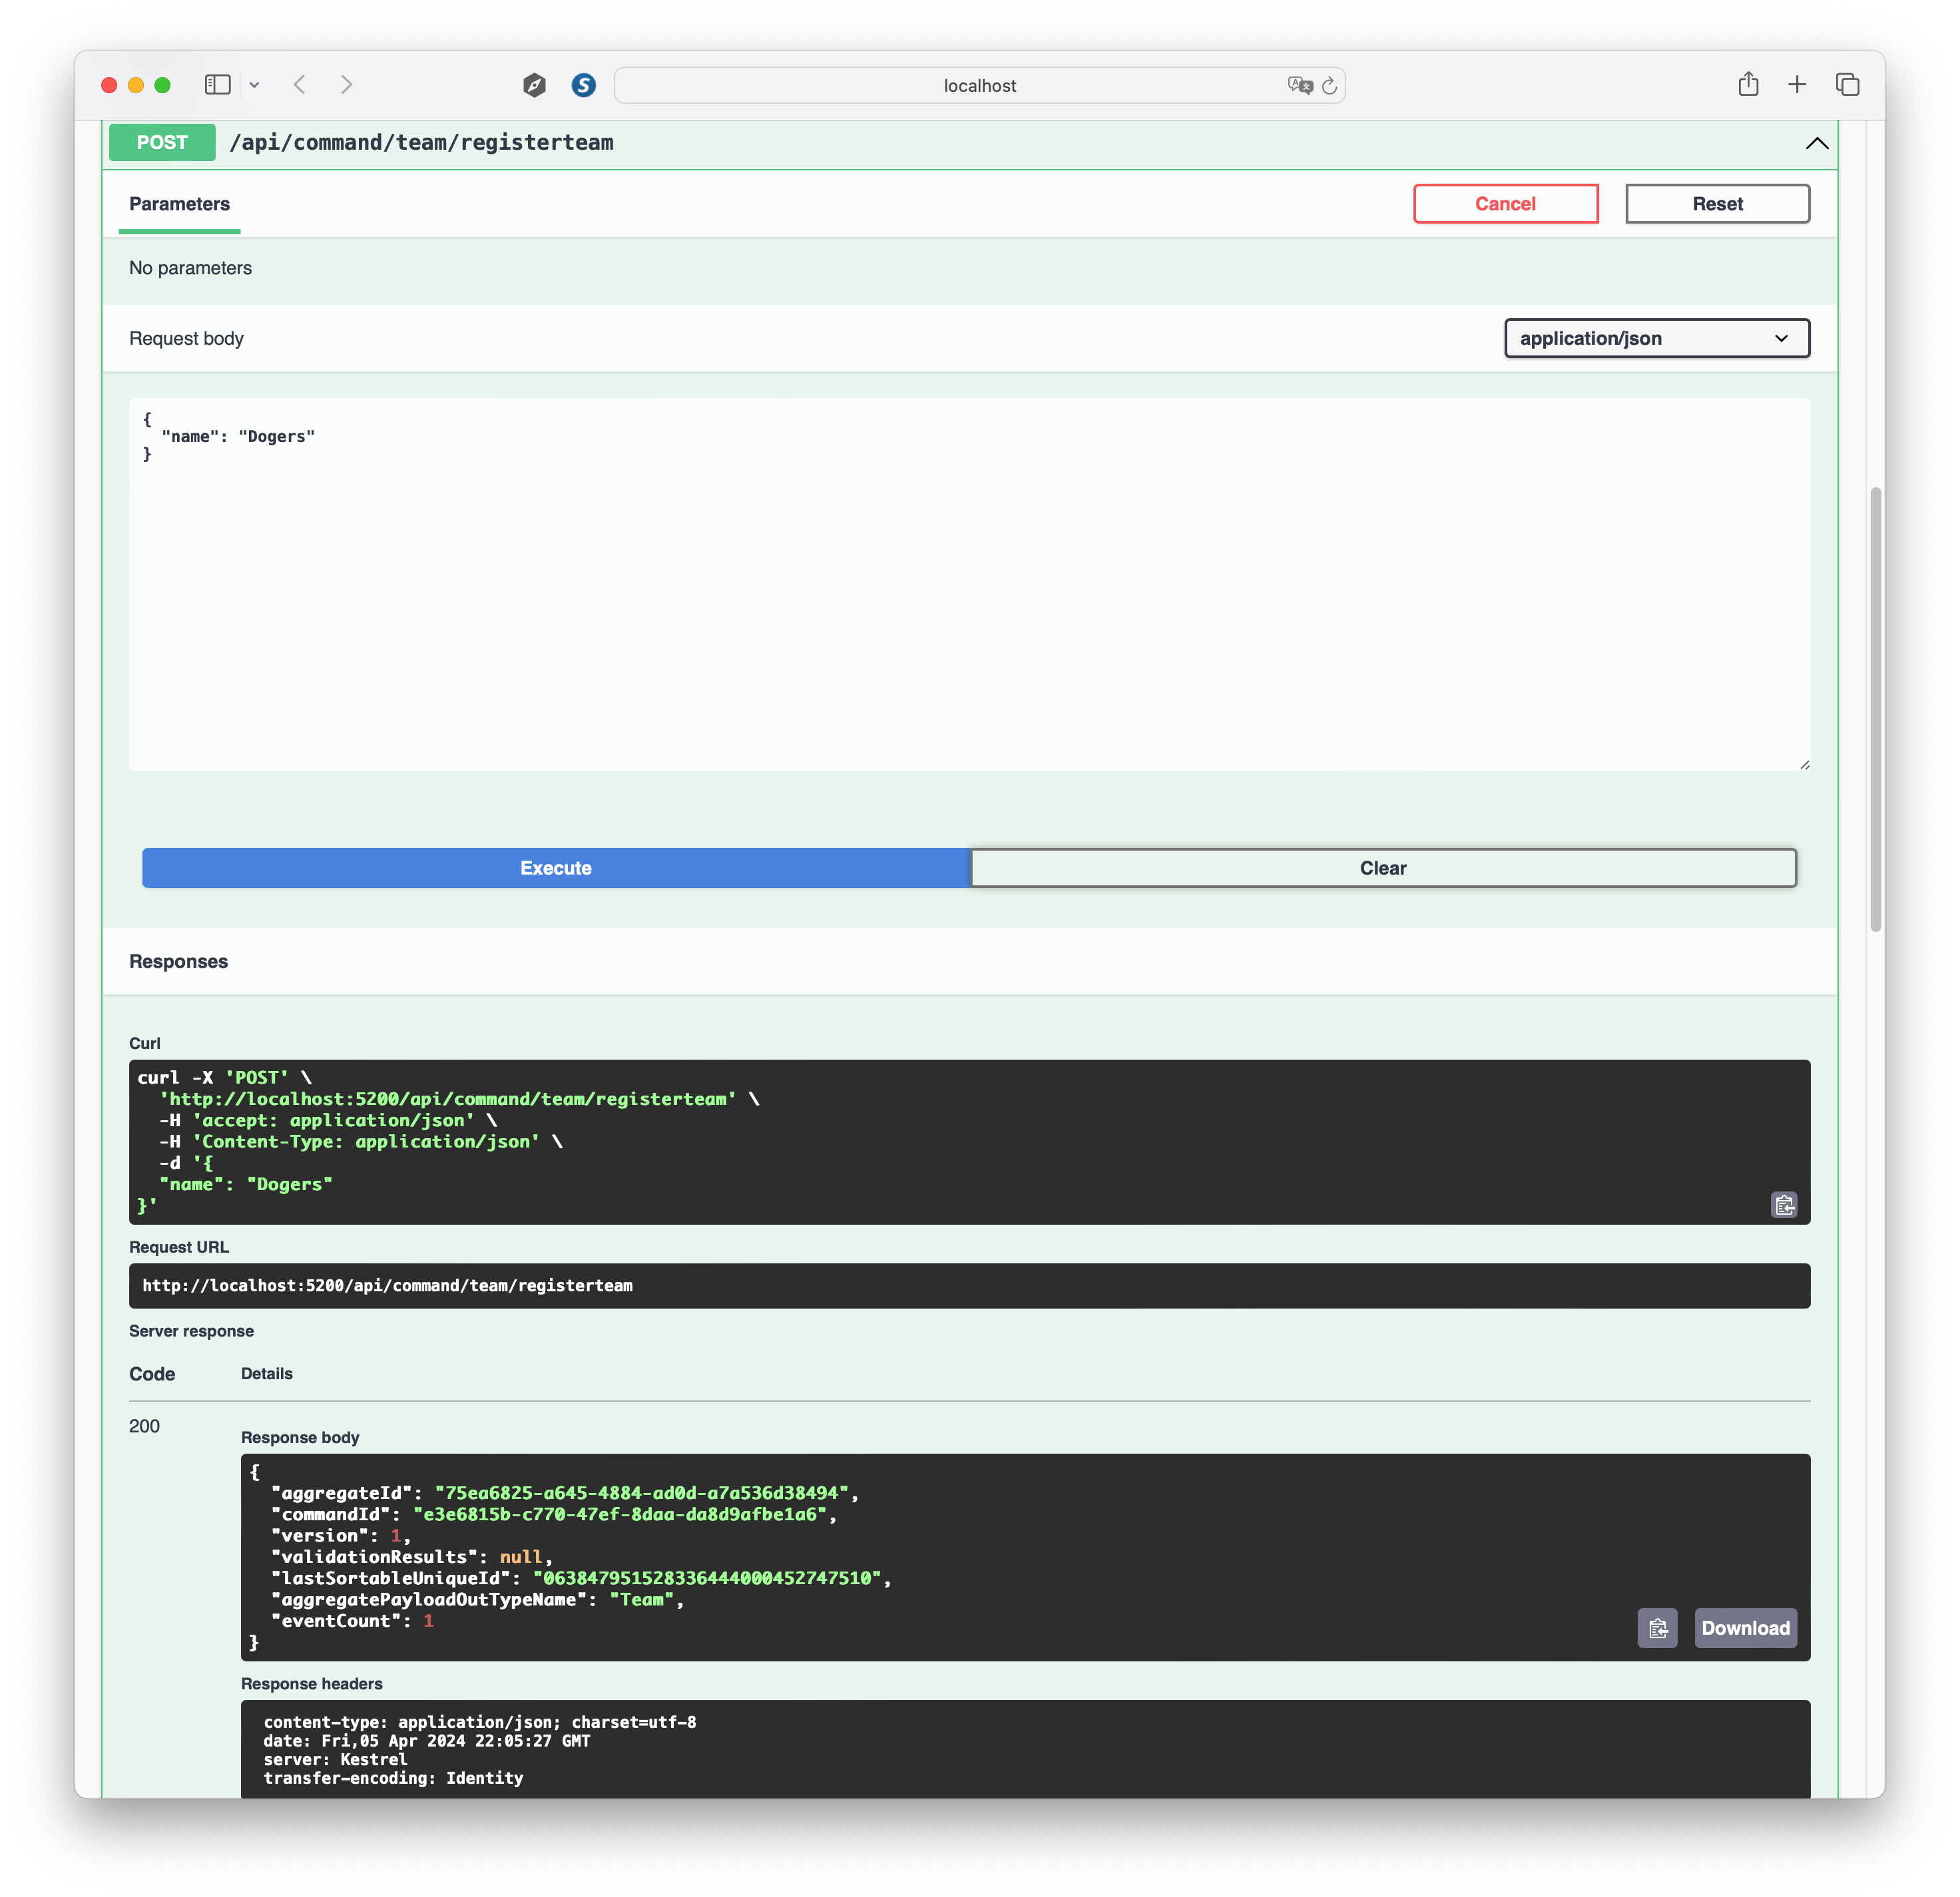 localhost
POST /api/command/team/registerteam
Parameters
Cancel
Reset
No parameters
Request body
application/json
{
"name": "Dogers"
}
Execute
Clear
Responses
Curl
curl -X 'POST' \
'http://localhost:5200/api/command/team/registerteam' \
-H 'accept: application/json' \
-H 'Content-Type: application/json' \
-d '{
"name": "Dogers"
}'
Request URL
http://localhost:5200/api/command/team/registerteam
Server response
Code Details
200
Response body
{
"aggregateId": "75ea6825-a645-4884-ad0d-a7a536d38494",
"commandId": "e3e6815b-c770-47ef-8daa-da8d9afbe1a6",
"version": 1,
"validationResults": null,
"lastSortableUniqueId": "063847951528336444000452747510",
"aggregatePayloadOutTypeName": "Team",
"eventCount": 1
}
Download
Response headers
content-type: application/json; charset=utf-8
date: Fri,05 Apr 2024 22:05:27 GMT
server: Kestrel
transfer-encoding: Identity